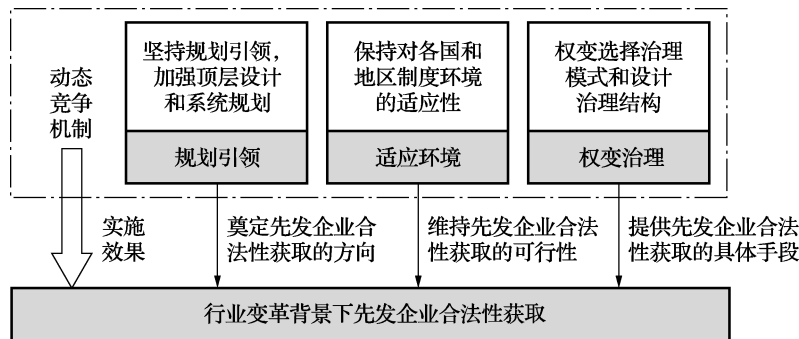 动态
竞争
机制
坚持规划引领，
加强顶层设计
和系统规划
规划引领
保持对各国和
地区制度环境
的适应性
适应环境
权变选择治理
模式和设计
治理结构
权变治理
实施
效果
奠定先发企业合
法性获取的方向
维持先发企业合法
性获取的可行性
提供先发企业合法
性获取的具体手段
行业变革背景下先发企业合法性获取